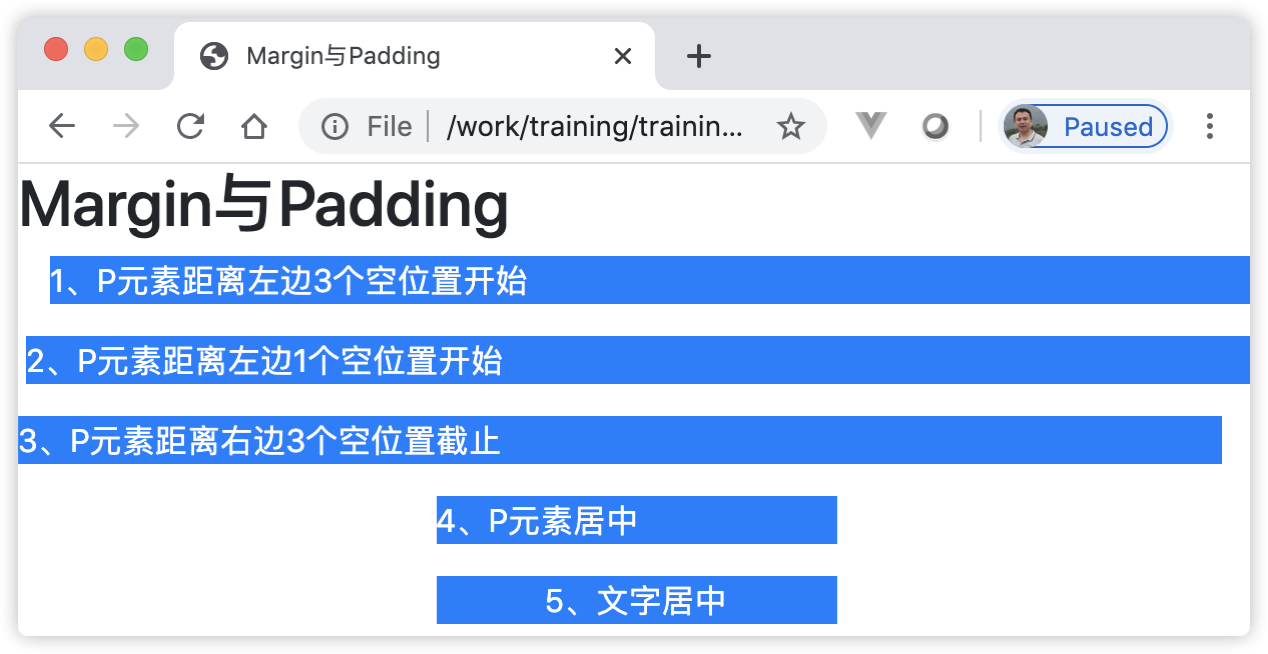 Margin与Padding
File
/work/training/trainin...
Paused
Margin与Padding
1、P元素距离左边3个空位置开始
2、P元素距离左边1个空位置开始
3、P元素距离右边3个空位置截止
4、P元素居中
5、文字居中